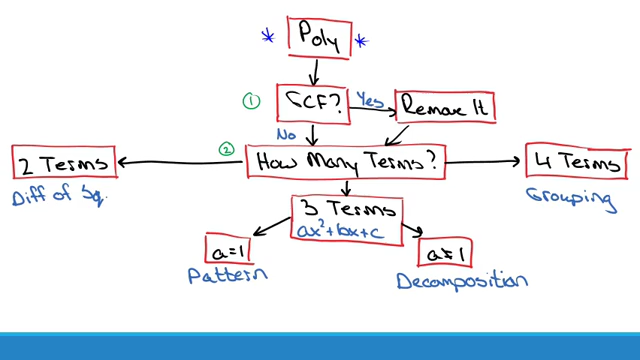 * Poly *
① GCF?
Yes
Remove It
No
② How Many Terms?
2 Terms
Diff of Sq.
4 Terms
Grouping
3 Terms
ax²+bx+c
a=1
Pattern
a≠1
Decomposition